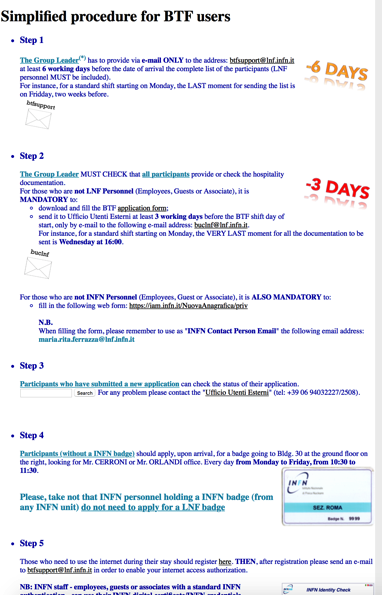 Simplified procedure for BTF users
Step 1
The Group Leader(*) has to provide via e-mail ONLY to the address: btfsupport@lnf.infn.it
at least 6 working days before the date of arrival the complete list of the participants (LNF
personnel MUST be included).
For instance, for a standard shift starting on Monday, the LAST moment for sending the list is
on Fridday, two weeks before.
-6 DAYS
btfsupport
Step 2
The Group Leader MUST CHECK that all participants provide or check the hospitality
documentation.
For those who are not LNF Personnel (Employees, Guests or Associate), it is
MANDATORY to:
-3 DAYS
download and fill the BTF application form;
send it to Ufficio Utenti Esterni at least 3 working days before the BTF shift day of
start, only by e-mail to the following e-mail address: buclnf@lnf.infn.it.
For instance, for a standard shift starting on Monday, the VERY LAST moment for all the documentation to be
sent is Wednesday at 16:00.
buclnf
For those who are not INFN Personnel (Employees, Guest or Associate), it is ALSO MANDATORY to:
fill in the following web form: https://iam.infn.it/NuovaAnagrafica/priv
N.B.
When filling the form, please remember to use as "INFN Contact Person Email" the following email address:
maria.rita.ferrazza@lnf.infn.it
Step 3
Participants who have submitted a new application can check the status of their application.
Search For any problem please contact the "Ufficio Utenti Esterni" (tel: +39 06 94032227/2508).
Step 4
Participants (without a INFN badge) should apply, upon arrival, for a badge going to Bldg. 30 at the ground floor on
the right, looking for Mr. CERRONI or Mr. ORLANDI office. Every day from Monday to Friday, from 10:30 to
11:30.
INFN
Please, take not that INFN personnel holding a INFN badge (from
any INFN unit) do not need to apply for a LNF badge
SEZ. ROMA
Badge n. 9999
Step 5
Those who need to use the internet during their stay should register here. THEN, after registration please send an e-mail
to btfsupport@lnf.infn.it in order to enable your internet access authorization.
NB: INFN staff - employees, guests or associates with a standard INFN
INFN Identity Check